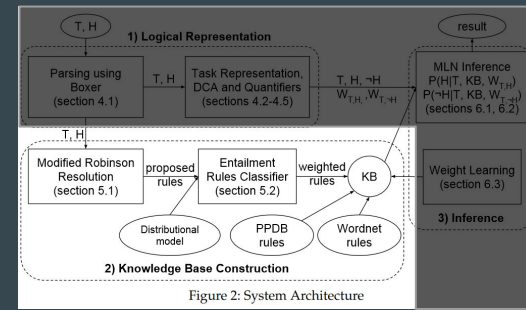 T, H
result
1) Logical Representation
Parsing using
Boxer
(section 4.1)
T, H
Task Representation,
DCA and Quantifiers
(sections 4.2-4.5)
T, H, ¬H
W_{T,H}, ,W_{T,¬H}
MLN Inference
P(H|T, KB, W_{T,H})
P(¬H|T, KB, W_{T,¬H})
(sections 6.1, 6.2)
T, H
Modified Robinson
Resolution
(section 5.1)
proposed
rules
Entailment
Rules Classifier
(section 5.2)
weighted
rules
KB
Weight Learning
(section 6.3)
3) Inference
Distributional
model
PPDB
rules
Wordnet
rules
2) Knowledge Base Construction
Figure 2: System Architecture